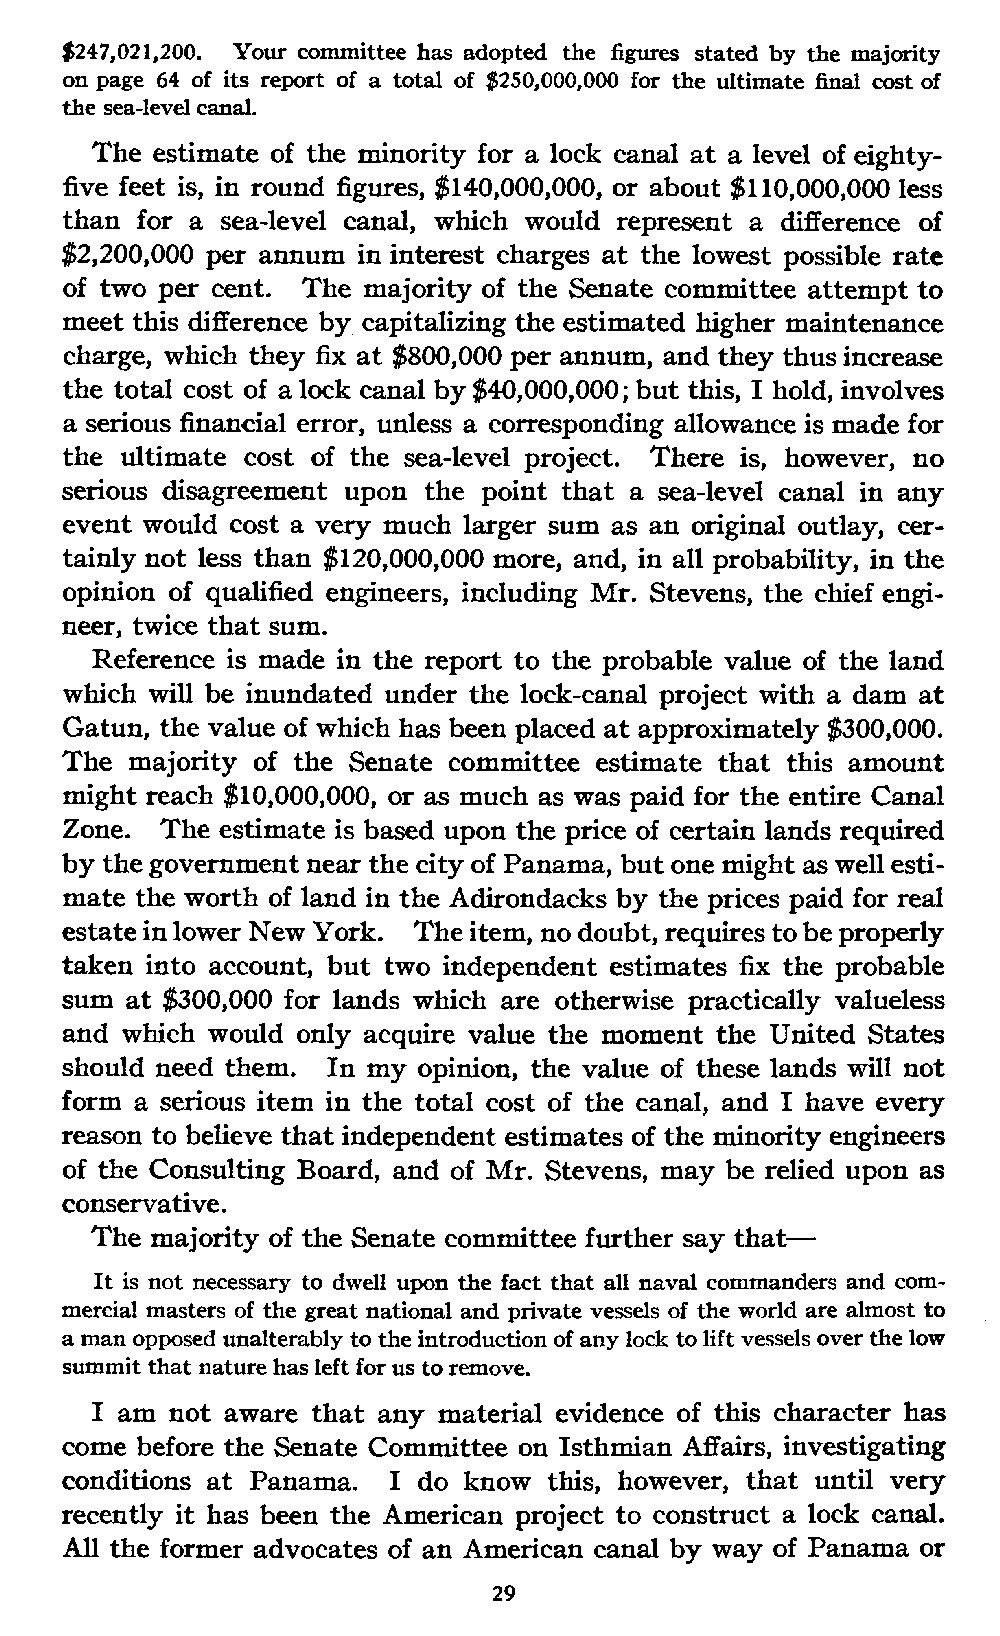 $247,021,200. Your committee has adopted the figures stated by the majority
on page 64 of its report of a total of $250,000,000 for the ultimate final cost of
the sea-level canal.
The estimate of the minority for a lock canal at a level of eighty-
five feet is, in round figures, $140,000,000, or about $110,000,000 less
than for a sea-level canal, which would represent a difference of
$2,200,000 per annum in interest charges at the lowest possible rate
of two per cent. The majority of the Senate committee attempt to
meet this difference by capitalizing the estimated higher maintenance
charge, which they fix at $800,000 per annum, and they thus increase
the total cost of a lock canal by $40,000,000; but this, I hold, involves
a serious financial error, unless a corresponding allowance is made for
the ultimate cost of the sea-level project. There is, however, no
serious disagreement upon the point that a sea-level canal in any
event would cost a very much larger sum as an original outlay, cer-
tainly not less than $120,000,000 more, and, in all probability, in the
opinion of qualified engineers, including Mr. Stevens, the chief engi-
neer, twice that sum.
Reference is made in the report to the probable value of the land
which will be inundated under the lock-canal project with a dam at
Gatun, the value of which has been placed at approximately $300,000.
The majority of the Senate committee estimate that this amount
might reach $10,000,000, or as much as was paid for the entire Canal
Zone. The estimate is based upon the price of certain lands required
by the government near the city of Panama, but one might as well esti-
mate the worth of land in the Adirondacks by the prices paid for real
estate in lower New York. The item, no doubt, requires to be properly
taken into account, but two independent estimates fix the probable
sum at $300,000 for lands which are otherwise practically valueless
and which would only acquire value the moment the United States
should need them. In my opinion, the value of these lands will not
form a serious item in the total cost of the canal, and I have every
reason to believe that independent estimates of the minority engineers
of the Consulting Board, and of Mr. Stevens, may be relied upon as
conservative.
The majority of the Senate committee further say that—
It is not necessary to dwell upon the fact that all naval commanders and com-
mercial masters of the great national and private vessels of the world are almost to
a man opposed unalterably to the introduction of any lock to lift vessels over the low
summit that nature has left for us to remove.
I am not aware that any material evidence of this character has
come before the Senate Committee on Isthmian Affairs, investigating
conditions at Panama. I do know this, however, that until very
recently it has been the American project to construct a lock canal.
All the former advocates of an American canal by way of Panama or
29